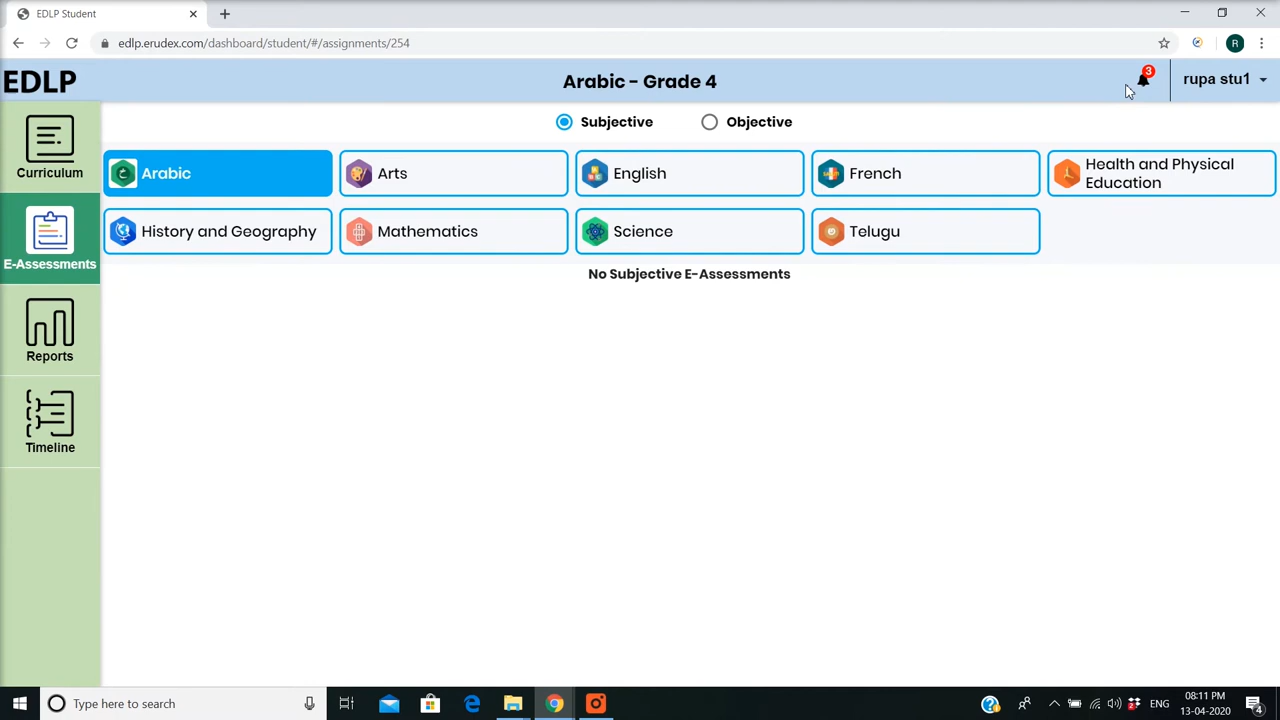 EDLP Student
edlp.erudex.com/dashboard/student/#/assignments/254
R
EDLP
Arabic - Grade 4
3
rupa stu1
Subjective
Objective
Curriculum
Arabic
Arts
English
French
Health and Physical
Education
E-Assessments
History and Geography
Mathematics
Science
Telugu
No Subjective E-Assessments
Reports
Timeline
Type here to search
ENG
08:11 PM
13-04-2020
4